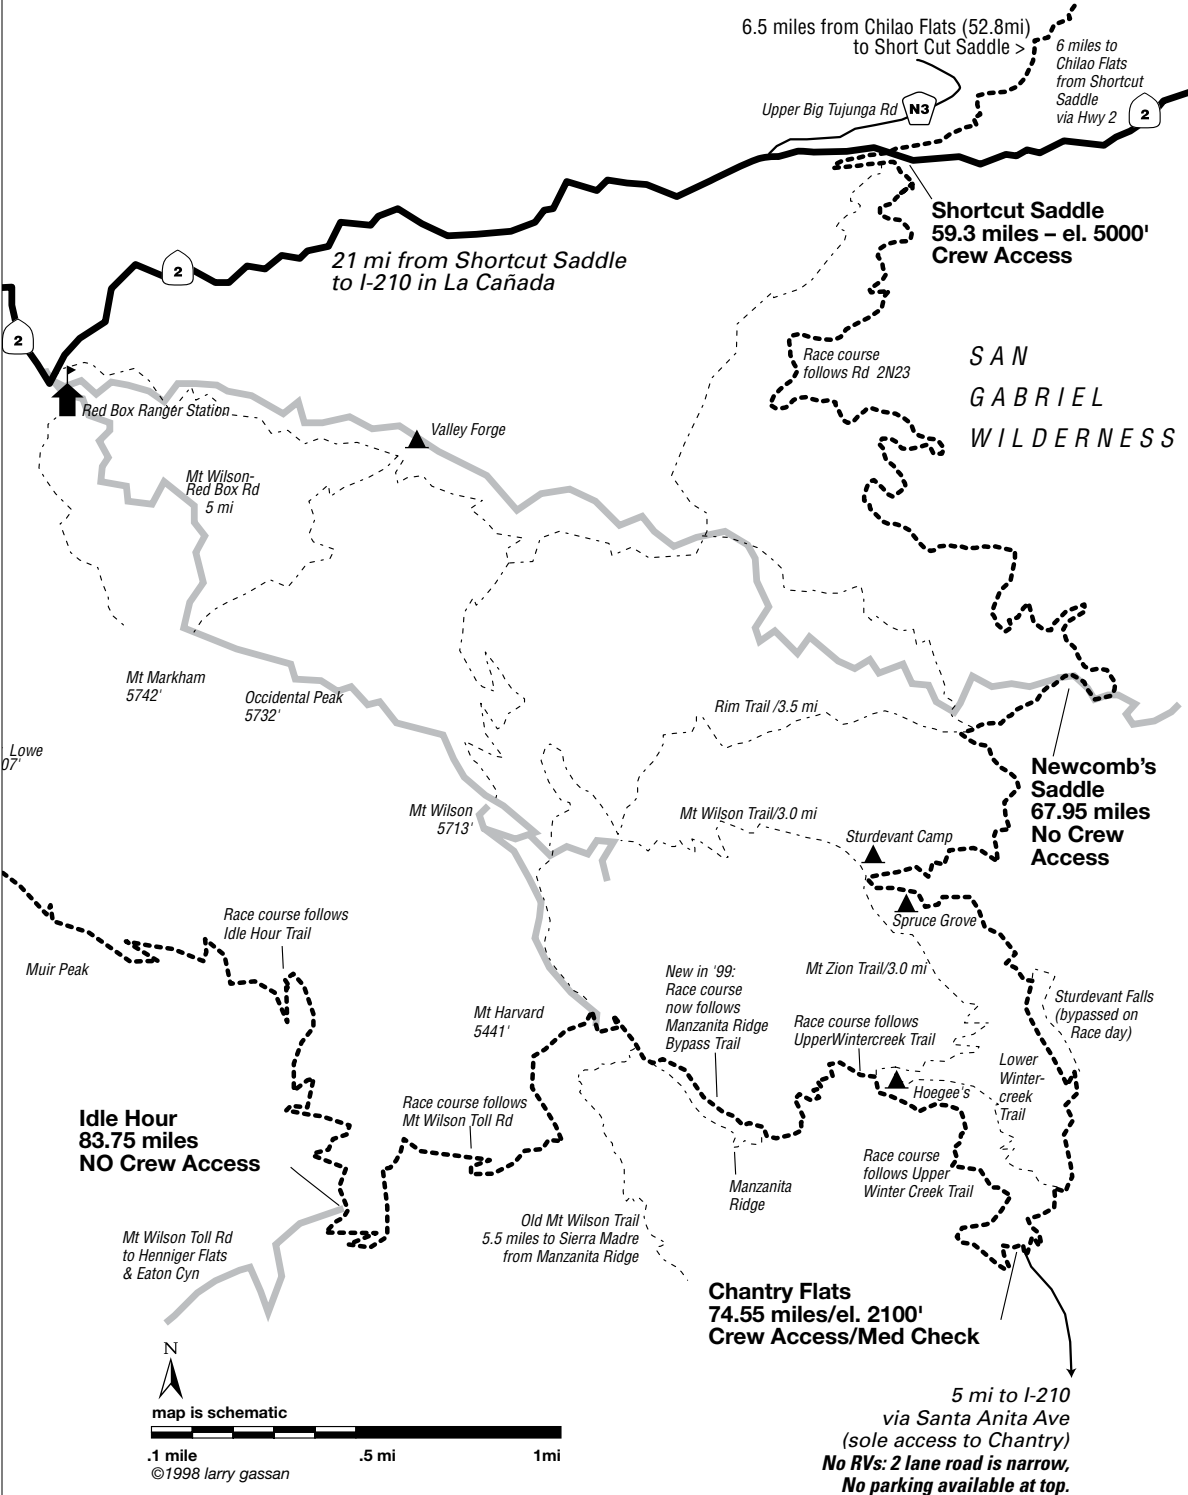 6.5 miles from Chilao Flats (52.8mi)
to Short Cut Saddle >
6 miles to
Chilao Flats
from Shortcut
Saddle
via Hwy 2
Upper Big Tujunga Rd
N3
2
Shortcut Saddle
59.3 miles – el. 5000'
Crew Access
2
21 mi from Shortcut Saddle
to I-210 in La Cañada
2
Race course
follows Rd 2N23
SAN
GABRIEL
WILDERNESS
Red Box Ranger Station
Valley Forge
Mt Wilson-
Red Box Rd
5 mi
Mt Markham
5742'
Occidental Peak
5732'
Rim Trail /3.5 mi
Lowe
07'
Newcomb's
Saddle
67.95 miles
No Crew
Access
Mt Wilson
5713'
Mt Wilson Trail/3.0 mi
Sturdevant Camp
Spruce Grove
Race course follows
Idle Hour Trail
Muir Peak
Mt Zion Trail/3.0 mi
New in '99:
Race course
now follows
Manzanita Ridge
Bypass Trail
Sturdevant Falls
(bypassed on
Race day)
Mt Harvard
5441'
Race course follows
UpperWintercreek Trail
Lower
Winter-
creek
Trail
Hoegee's
Idle Hour
83.75 miles
NO Crew Access
Race course follows
Mt Wilson Toll Rd
Race course
follows Upper
Winter Creek Trail
Manzanita
Ridge
Old Mt Wilson Trail
5.5 miles to Sierra Madre
from Manzanita Ridge
Mt Wilson Toll Rd
to Henniger Flats
& Eaton Cyn
Chantry Flats
74.55 miles/el. 2100'
Crew Access/Med Check
N
map is schematic
.1 mile .5 mi 1mi
©1998 larry gassan
5 mi to I-210
via Santa Anita Ave
(sole access to Chantry)
No RVs: 2 lane road is narrow,
No parking available at top.